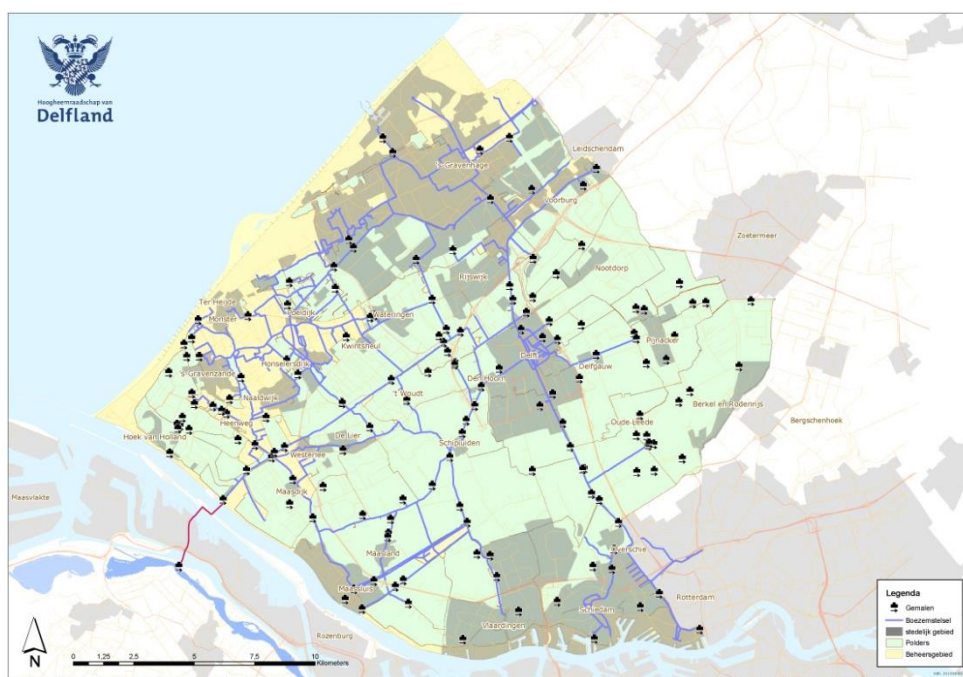 Hoogheemraadschap van
Delfland
Leidschendam
's-Gravenhage
Voorburg
Zoetermeer
Rijswijk
Nootdorp
Ter Heijde
Monster
Poeldijk
Wateringen
Kwintsheul
Pijnacker
Honselersdijk
Delft
Delfgauw
's-Gravenzande
Den Hoorn
't Woudt
Naaldwijk
Berkel en Rodenrijs
Heenweg
Oude Leede
Bergschenhoek
Hoek van Holland
De Lier
Schipluiden
Westerlee
Maasvlakte
Maasdijk
Maasland
Overschie
Maassluis
Rotterdam
Schiedam
Vlaardingen
Rozenburg
Legenda
Gemalen
Boezemstelsel
stedelijk gebied
Polders
Beheersgebied
N
0 1,25 2,5 5 7,5 10
Kilometers